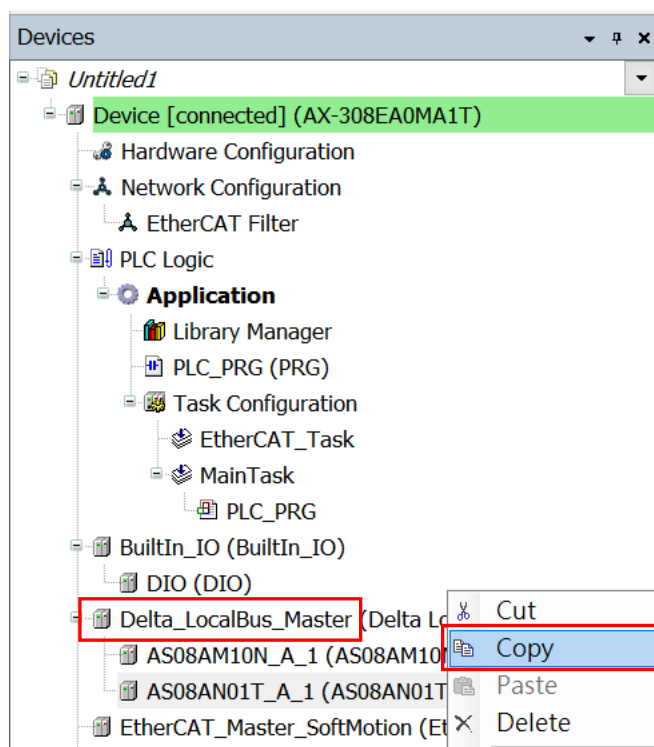 Devices
Untitled1
Device [connected] (AX-308EA0MA1T)
Hardware Configuration
Network Configuration
EtherCAT Filter
PLC Logic
Application
Library Manager
PLC_PRG (PRG)
Task Configuration
EtherCAT_Task
MainTask
PLC_PRG
BuiltIn_IO (BuiltIn_IO)
DIO (DIO)
Delta_LocalBus_Master (Delta Lo
Cut
AS08AM10N_A_1 (AS08AM10
Copy
AS08AN01T_A_1 (AS08AN01T
Paste
EtherCAT_Master_SoftMotion (Et
Delete